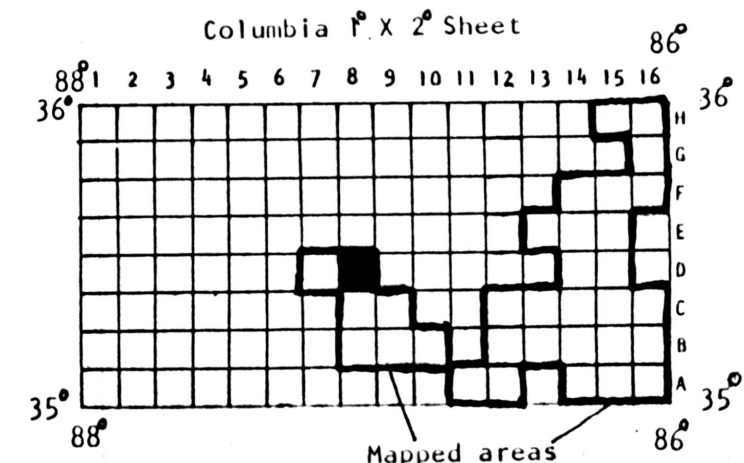 Columbia 1° X 2° Sheet
86°
88° 1 2 3 4 5 6 7 8 9 10 11 12 13 14 15 16
36° 36°
H
G
F
E
D
C
B
A
35° 35°
88° 86°
Mapped areas